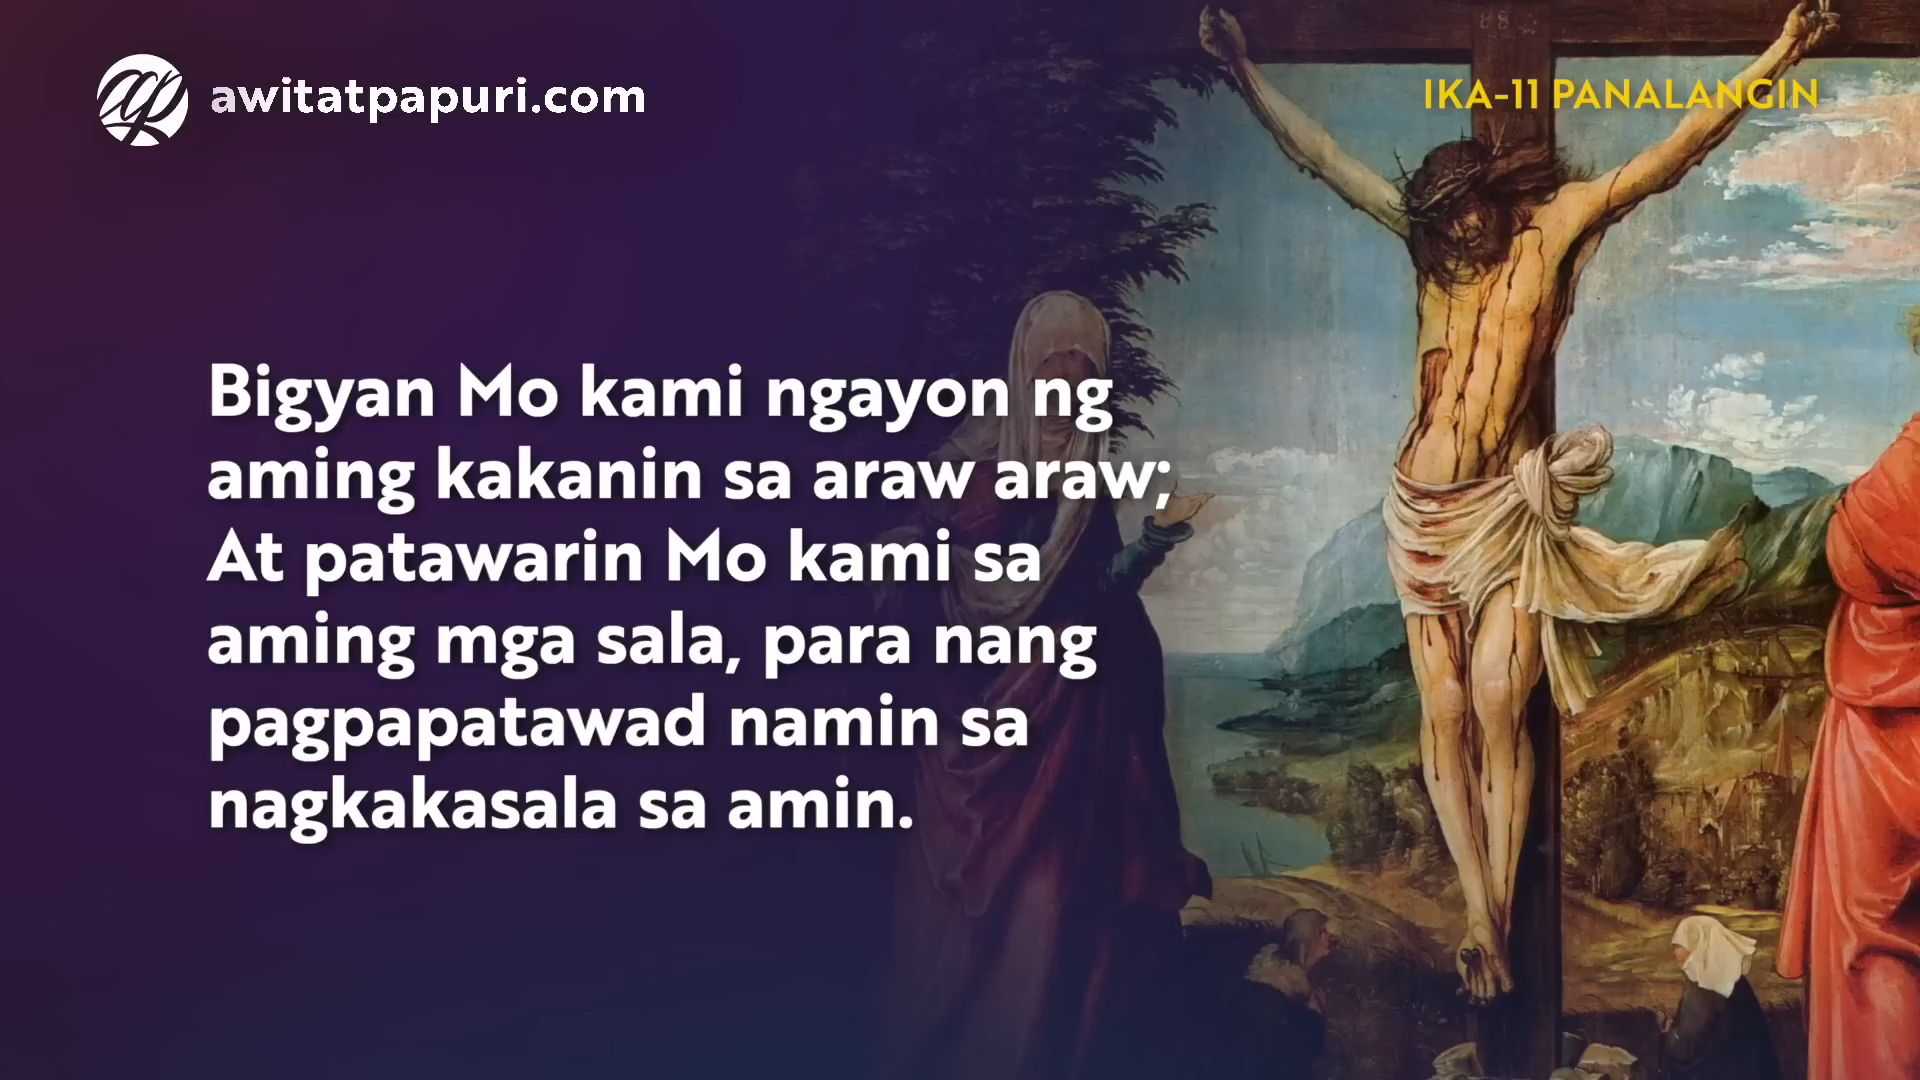 awitatpapuri.com
IKA-11 PANALANGIN
Bigyan Mo kami ngayon ng
aming kakanin sa araw araw;
At patawarin Mo kami sa
aming mga sala, para nang
pagpapatawad namin sa
nagkakasala sa amin.